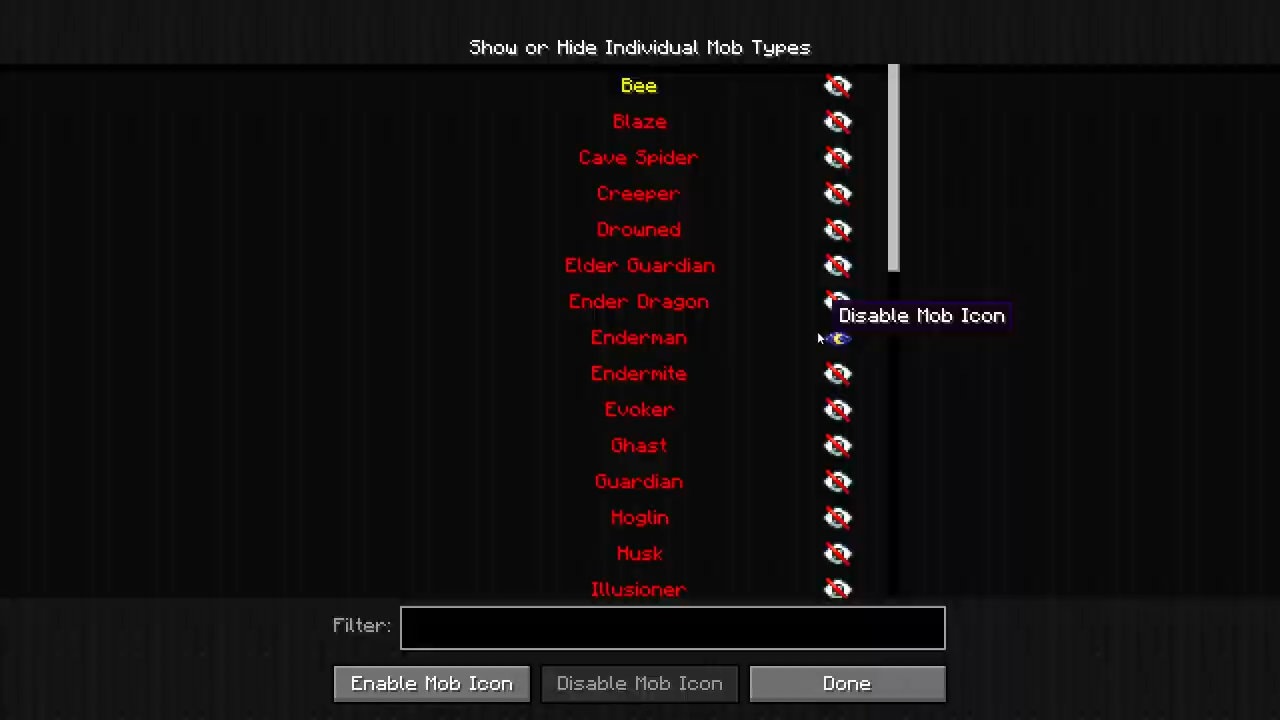 Show or Hide Individual Mob Types
Bee
Blaze
Cave Spider
Creeper
Drowned
Elder Guardian
Ender Dragon
Disable Mob Icon
Enderman
Endermite
Evoker
Ghast
Guardian
Hoglin
Husk
Illusioner
Filter:
Enable Mob Icon
Disable Mob Icon
Done